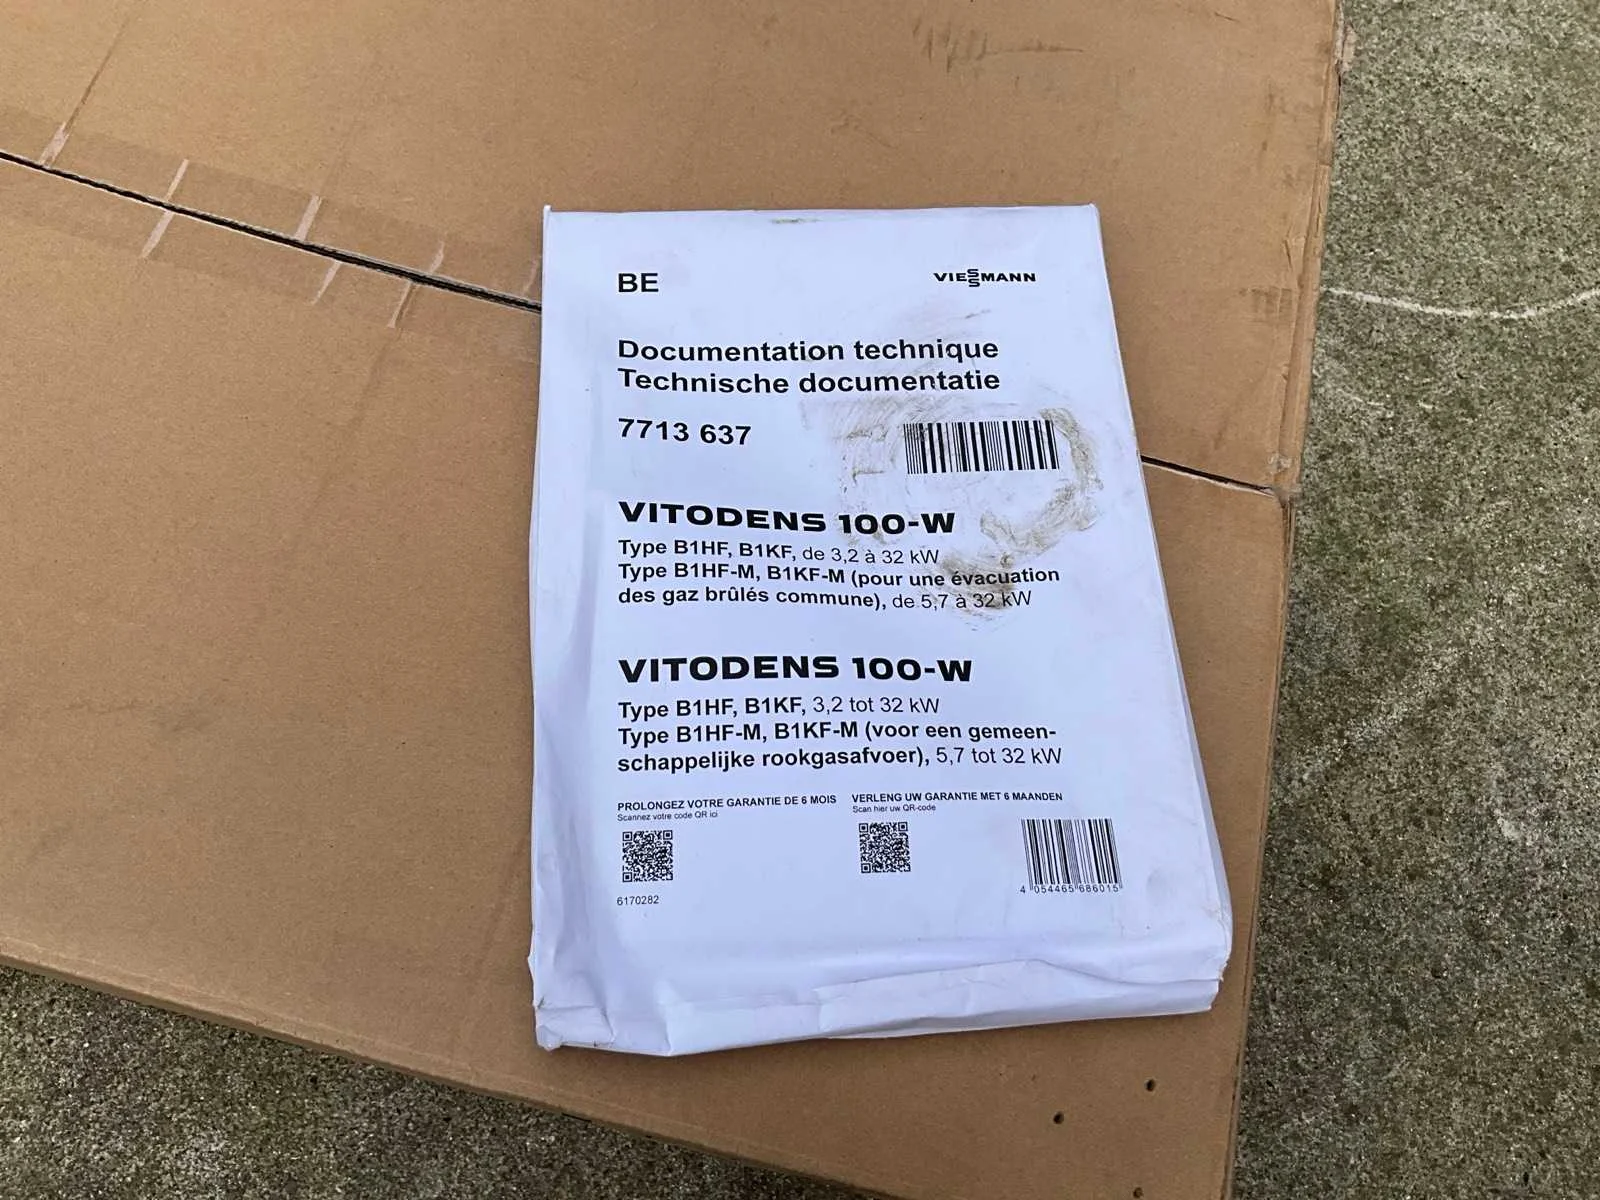 BE
VIESSMANN
Documentation technique
Technische documentatie
7713 637
VITODENS 100-W
Type B1HF, B1KF, de 3,2 à 32 kW
Type B1HF-M, B1KF-M (pour une évacuation
des gaz brûlés commune), de 5,7 à 32 kW
VITODENS 100-W
Type B1HF, B1KF, 3,2 tot 32 kW
Type B1HF-M, B1KF-M (voor een gemeen-
schappelijke rookgasafvoer), 5,7 tot 32 kW
PROLONGEZ VOTRE GARANTIE DE 6 MOIS
Scannez votre code QR ici
VERLENG UW GARANTIE MET 6 MAANDEN
Scan hier uw QR-code
6170282
4 054465 686015